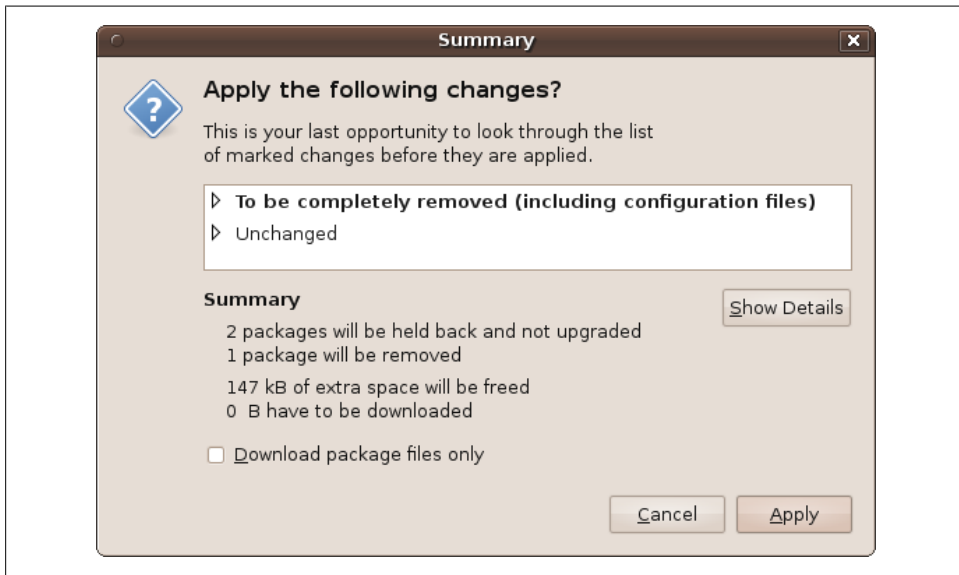 Summary
Apply the following changes?
This is your last opportunity to look through the list
of marked changes before they are applied.
To be completely removed (including configuration files)
Unchanged
Summary
Show Details
2 packages will be held back and not upgraded
1 package will be removed
147 kB of extra space will be freed
0 B have to be downloaded
Download package files only
Cancel
Apply